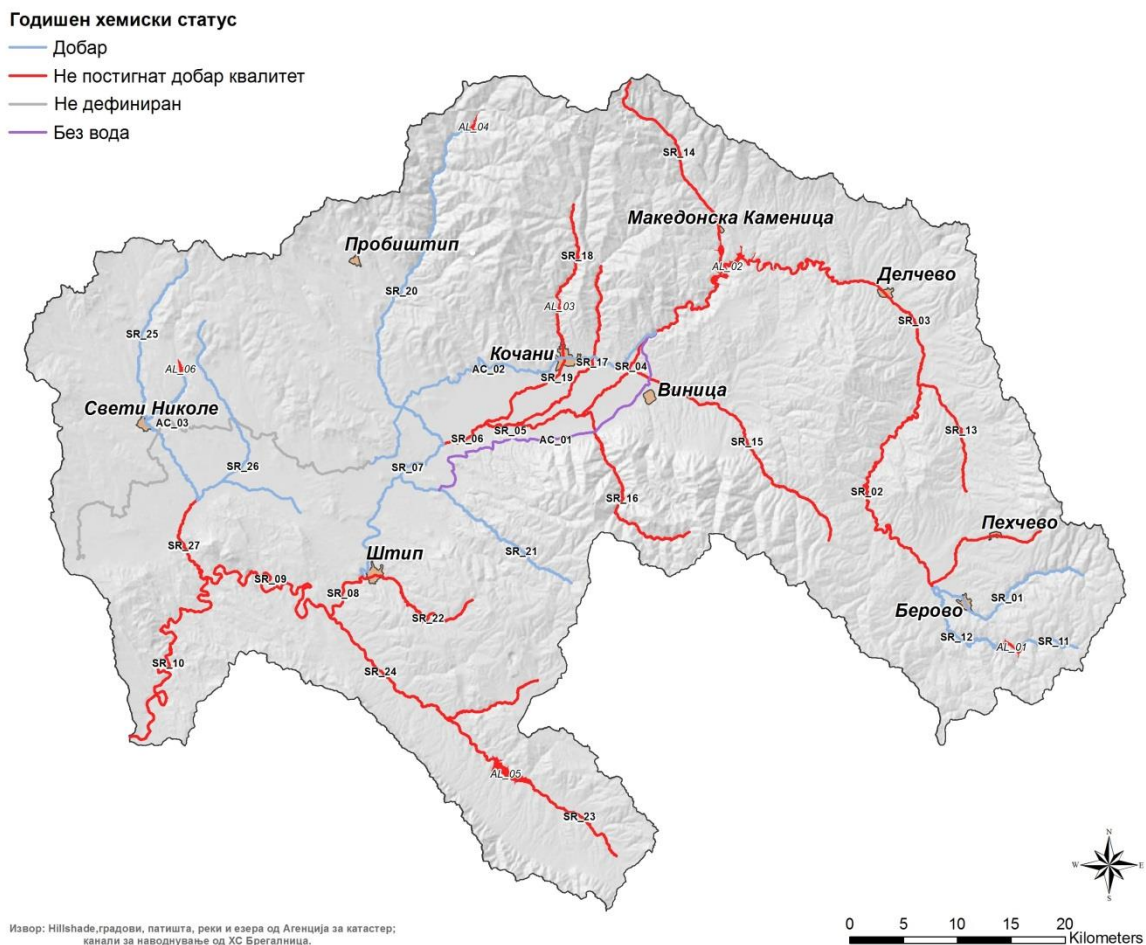 Годишен хемиски статус
Добар
Не постигнат добар квалитет
Не дефиниран
Без вода
AL_04
SR_14
Македонска Каменица
Пробиштип
SR_18
AL_02
Делчево
SR_20
AL_03
SR_03
SR_25
Кочани
SR_17
AC_02
SR_04
AL_06
SR_19
Виница
Свети Николе
AC_03
SR_05
SR_06
AC_01
SR_15
SR_13
SR_26
SR_07
SR_02
SR_16
Пехчево
SR_27
Штип
SR_21
SR_09
SR_08
SR_01
Берово
SR_22
SR_12
AL_01
SR_11
SR_10
SR_24
AL_05
SR_23
N
W
E
S
Извор: Hillshade,градови, патишта, реки и езера од Агенција за катастер;
канали за наводнување од ХС Брегалница.
0 5 10 15 20
Kilometers